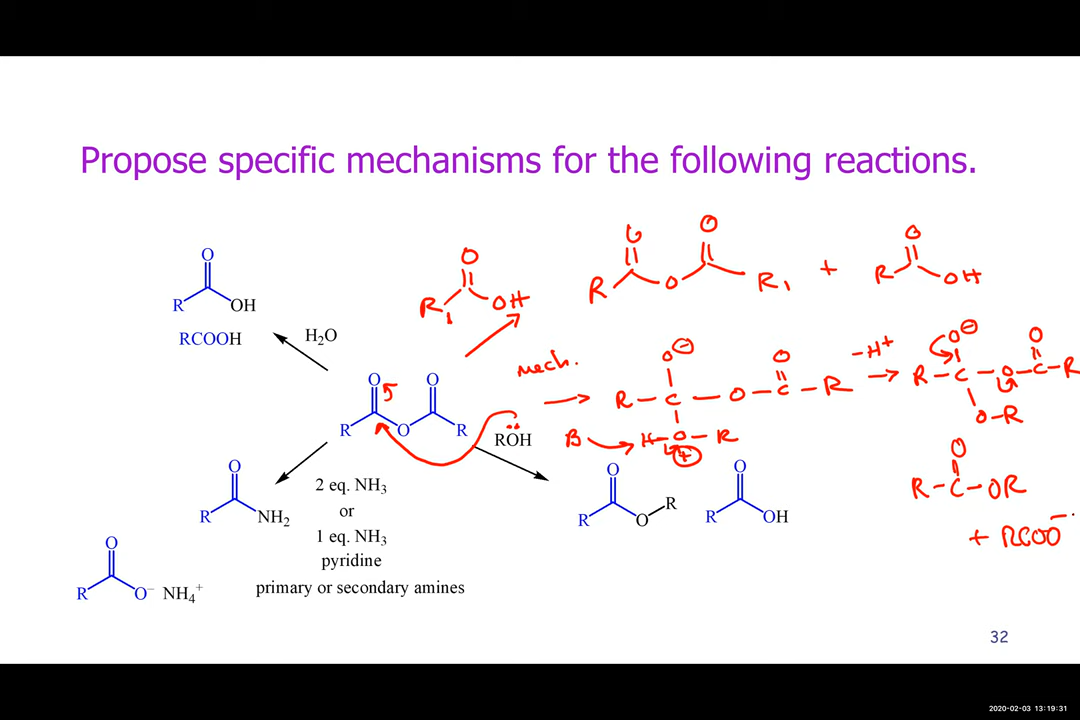 Propose specific mechanisms for the following reactions.
O
R
OH
RCOOH
H2O
O
R1
OH
O
R
O
O
R1
+
O
R
OH
mech.
O⊖
R-C-O-C-R
O
B
H-O-R
+
-H+
O⊖
R-C-O-C-R
O
O-R
O
O
R
O
R
ROH
O
R
NH2
2 eq. NH3
or
1 eq. NH3
pyridine
primary or secondary amines
O
R
O
R
O
R
OH
O
R-C-OR
+ RCOO-
O
R
O− NH4+
32
2020-02-03 13:19:31